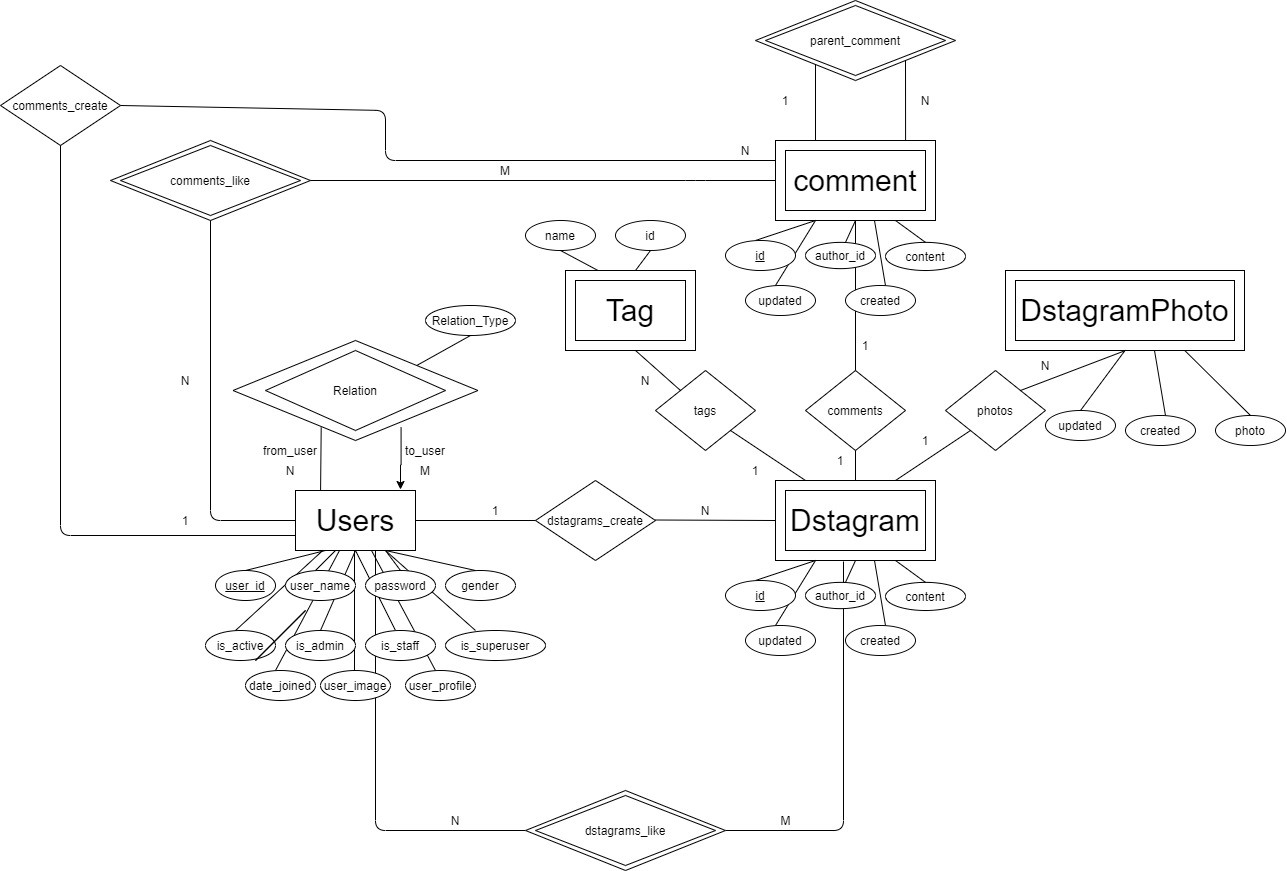 parent_comment
comments_create
1
N
N
comments_like
M
comment
name
id
id
author_id
content
updated
created
Tag
DstagramPhoto
Relation_Type
1
N
N
N
Relation
tags
comments
photos
updated
created
photo
from_user
to_user
1
N
M
1
1
1
Users
1
dstagrams_create
N
Dstagram
user_id
user_name
password
gender
id
author_id
content
is_active
is_admin
is_staff
is_superuser
updated
created
date_joined
user_image
user_profile
N
dstagrams_like
M